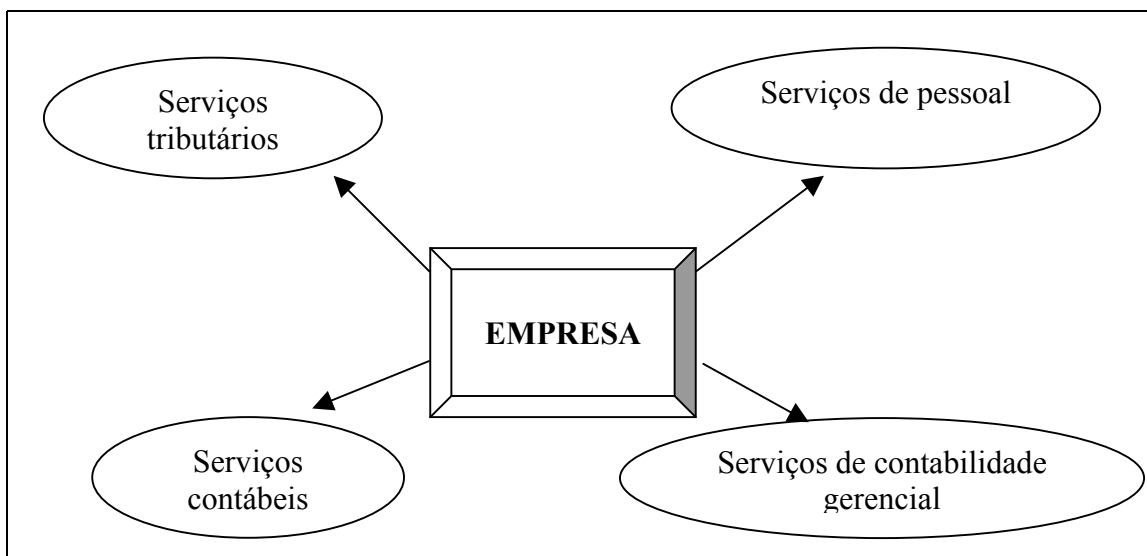 Serviços
tributários
Serviços de pessoal
EMPRESA
Serviços
contábeis
Serviços de contabilidade
gerencial